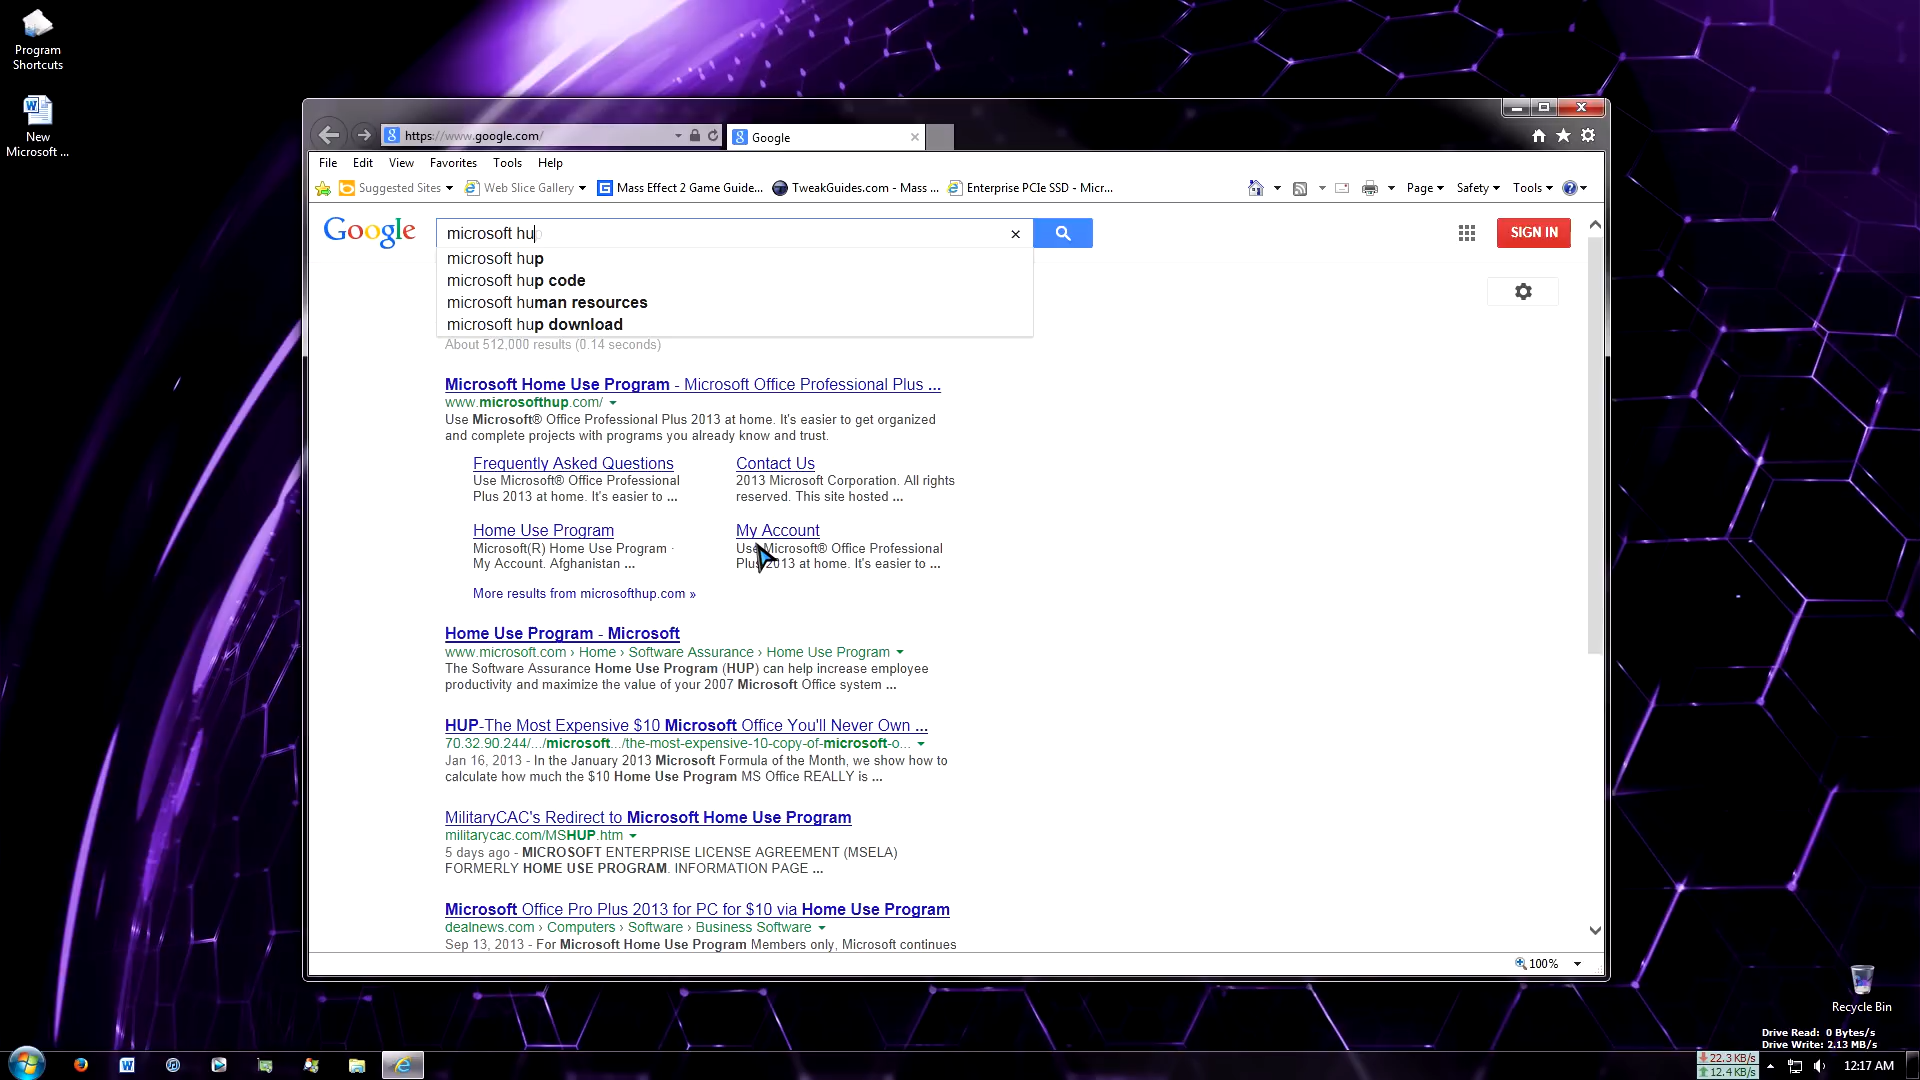 Program
Shortcuts
New
Microsoft ...
https://www.google.com/
Google
File Edit View Favorites Tools Help
Suggested Sites Web Slice Gallery Mass Effect 2 Game Guide... TweakGuides.com - Mass ... Enterprise PCIe SSD - Micr...
Page Safety Tools
Google
microsoft hup
SIGN IN
microsoft hup
microsoft hup code
microsoft human resources
microsoft hup download
About 512,000 results (0.14 seconds)
Microsoft Home Use Program - Microsoft Office Professional Plus ...
www.microsofthup.com/
Use Microsoft® Office Professional Plus 2013 at home. It's easier to get organized
and complete projects with programs you already know and trust.
Frequently Asked Questions
Use Microsoft® Office Professional
Plus 2013 at home. It's easier to ...
Contact Us
2013 Microsoft Corporation. All rights
reserved. This site hosted ...
Home Use Program
Microsoft(R) Home Use Program ·
My Account. Afghanistan ...
My Account
Use Microsoft® Office Professional
Plus 2013 at home. It's easier to ...
More results from microsofthup.com »
Home Use Program - Microsoft
www.microsoft.com › Home › Software Assurance › Home Use Program
The Software Assurance Home Use Program (HUP) can help increase employee
productivity and maximize the value of your 2007 Microsoft Office system ...
HUP-The Most Expensive $10 Microsoft Office You'll Never Own ...
70.32.90.244/.../microsoft.../the-most-expensive-10-copy-of-microsoft-o...
Jan 16, 2013 - In the January 2013 Microsoft Formula of the Month, we show how to
calculate how much the $10 Home Use Program MS Office REALLY is ...
MilitaryCAC's Redirect to Microsoft Home Use Program
militarycac.com/MSHUP.htm
5 days ago - MICROSOFT ENTERPRISE LICENSE AGREEMENT (MSELA)
FORMERLY HOME USE PROGRAM. INFORMATION PAGE ...
Microsoft Office Pro Plus 2013 for PC for $10 via Home Use Program
dealnews.com › Computers › Software › Business Software
Sep 13, 2013 - For Microsoft Home Use Program Members only, Microsoft continues
100%
Recycle Bin
Drive Read: 0 Bytes/s
Drive Write: 2.13 MB/s
22.3 KB/s
12.4 KB/s
12:17 AM